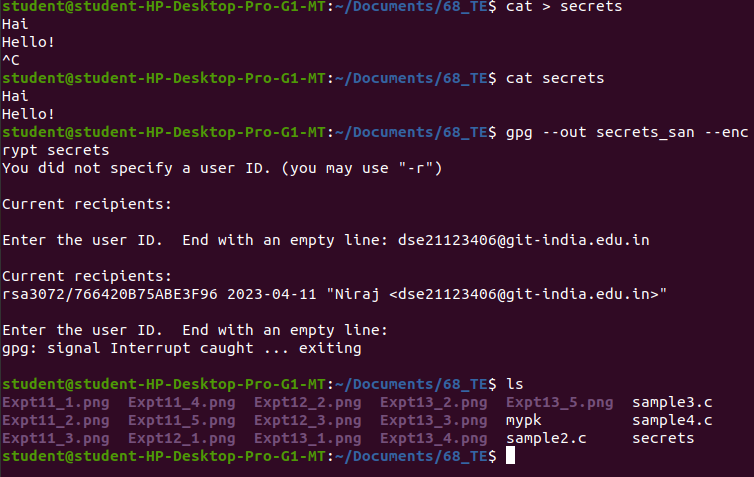 student@student-HP-Desktop-Pro-G1-MT:~/Documents/68_TE$ cat > secrets
Hai
Hello!
^C
student@student-HP-Desktop-Pro-G1-MT:~/Documents/68_TE$ cat secrets
Hai
Hello!
student@student-HP-Desktop-Pro-G1-MT:~/Documents/68_TE$ gpg --out secrets_san --enc
rypt secrets
You did not specify a user ID. (you may use "-r")
Current recipients:
Enter the user ID.  End with an empty line: dse21123406@git-india.edu.in
Current recipients:
rsa3072/766420B75ABE3F96 2023-04-11 "Niraj <dse21123406@git-india.edu.in>"
Enter the user ID.  End with an empty line:
gpg: signal Interrupt caught ... exiting
student@student-HP-Desktop-Pro-G1-MT:~/Documents/68_TE$ ls
Expt11_1.png  Expt11_4.png  Expt12_2.png  Expt13_2.png  Expt13_5.png  sample3.c
Expt11_2.png  Expt11_5.png  Expt12_3.png  Expt13_3.png  mypk          sample4.c
Expt11_3.png  Expt12_1.png  Expt13_1.png  Expt13_4.png  sample2.c     secrets
student@student-HP-Desktop-Pro-G1-MT:~/Documents/68_TE$